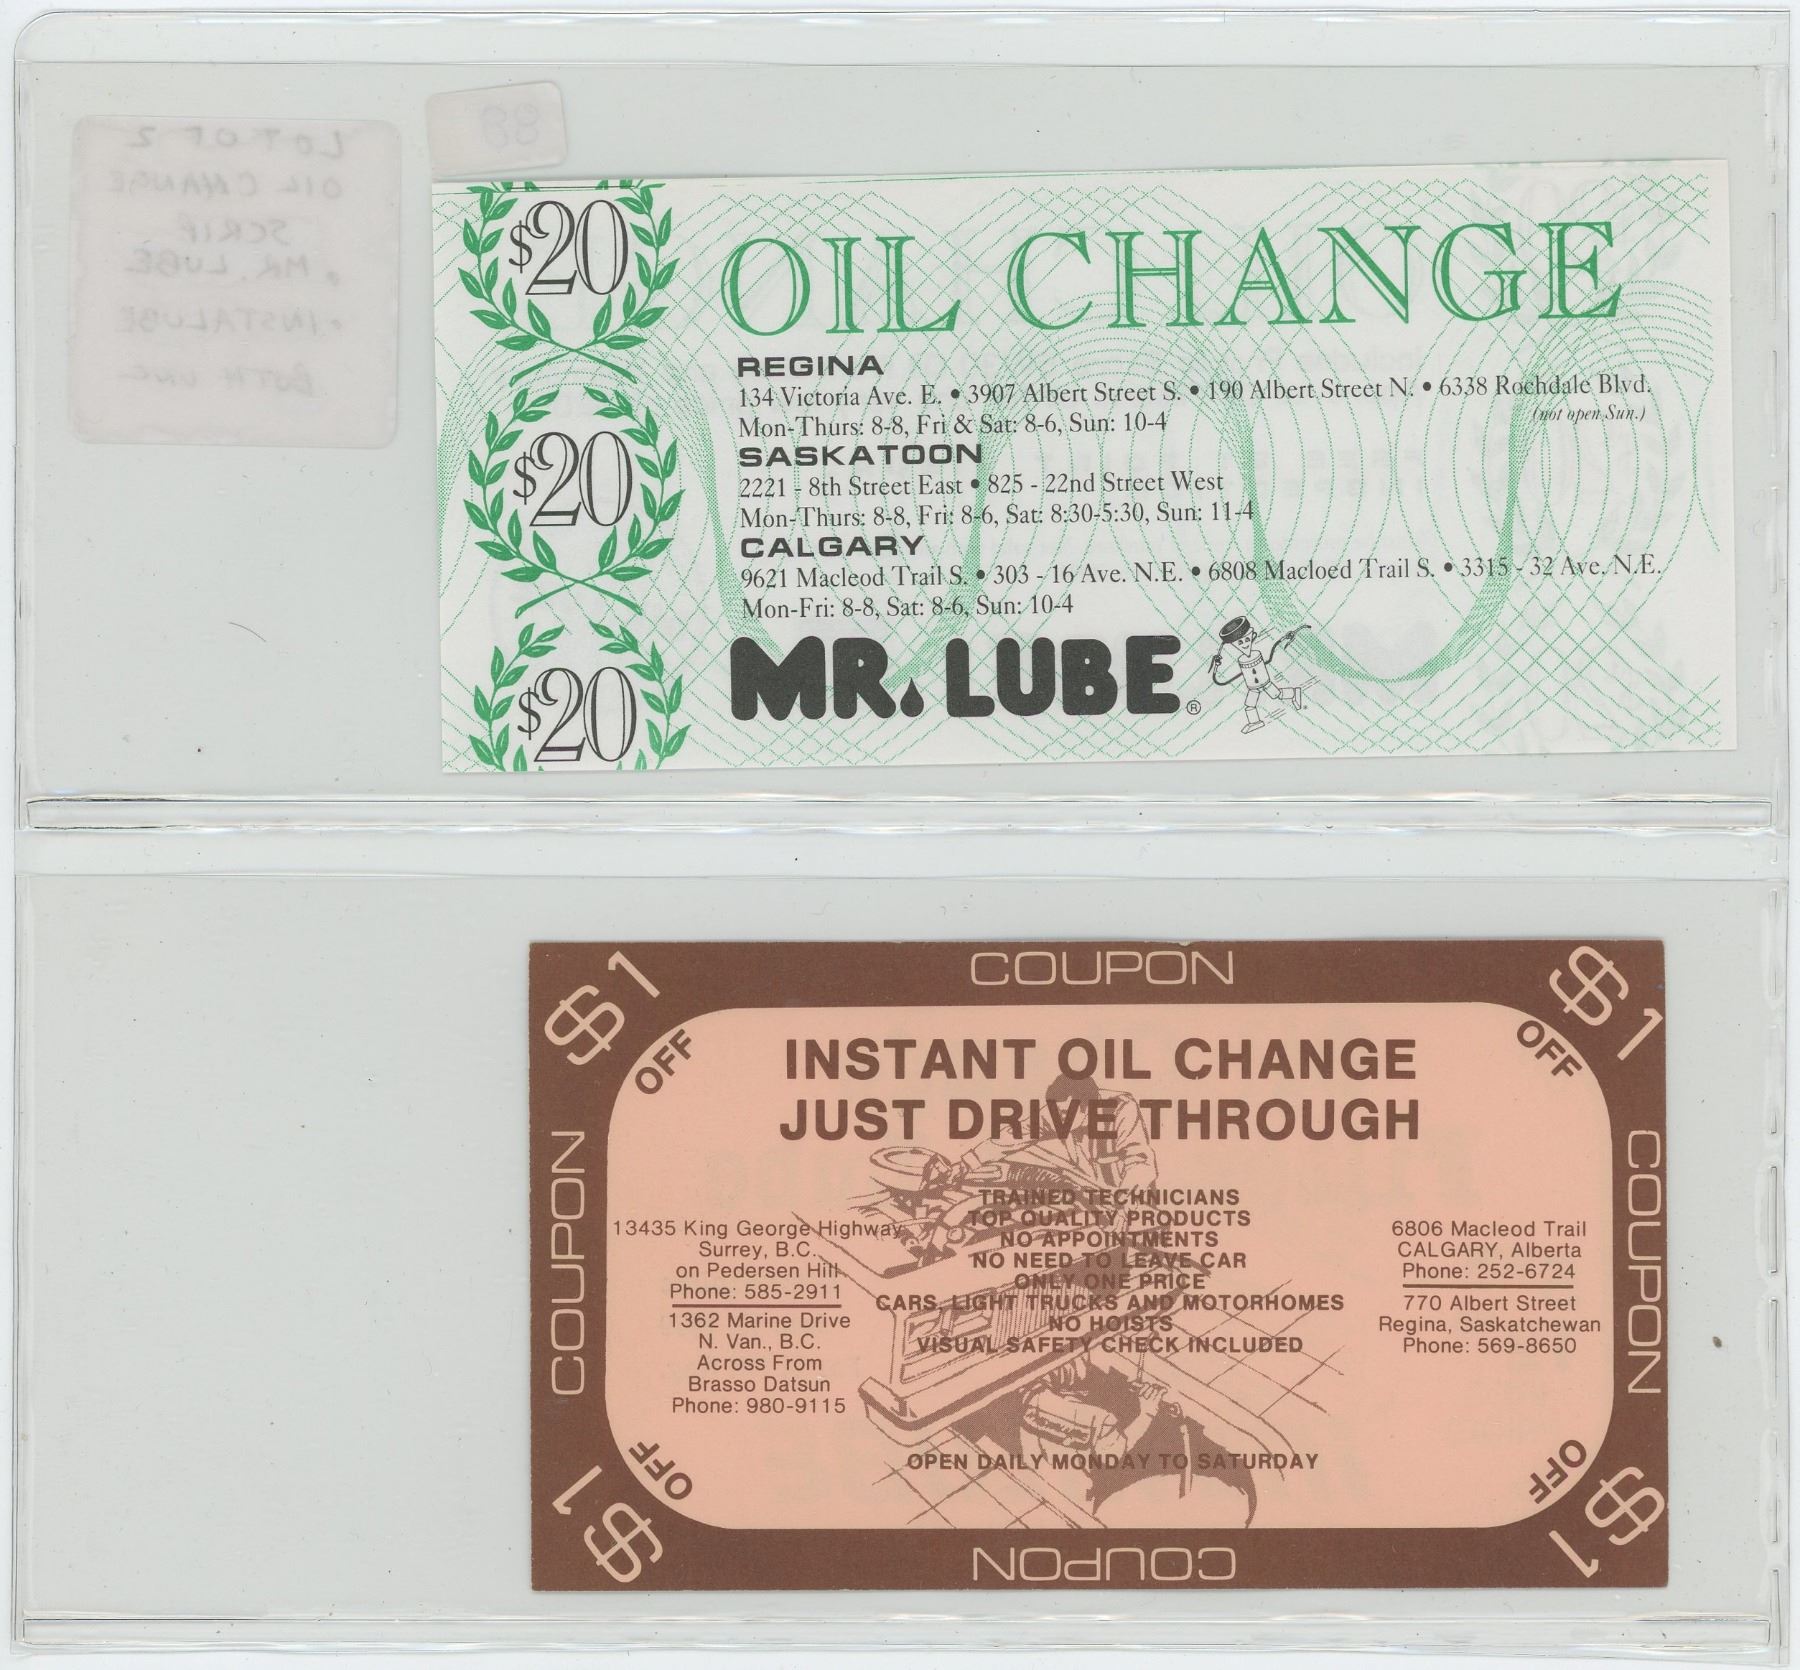 LOT OF 2
OIL CHANGE
SCRIP
• MR. LUBE
• INSTALUBE
BOTH UNC
88
$20
$20
$20
OIL CHANGE
REGINA
134 Victoria Ave. E. • 3907 Albert Street S. • 190 Albert Street N. • 6338 Rochdale Blvd.
(not open Sun.)
Mon-Thurs: 8-8, Fri & Sat: 8-6, Sun: 10-4
SASKATOON
2221 - 8th Street East • 825 - 22nd Street West
Mon-Thurs: 8-8, Fri: 8-6, Sat: 8:30-5:30, Sun: 11-4
CALGARY
9621 Macleod Trail S. • 303 - 16 Ave. N.E. • 6808 Macloed Trail S. • 3315 - 32 Ave. N.E.
Mon-Fri: 8-8, Sat: 8-6, Sun: 10-4
MR. LUBE®
COUPON
$1 OFF
$1 OFF
COUPON
COUPON
INSTANT OIL CHANGE
JUST DRIVE THROUGH
TRAINED TECHNICIANS
TOP QUALITY PRODUCTS
NO APPOINTMENTS
NO NEED TO LEAVE CAR
ONLY ONE PRICE
CARS, LIGHT TRUCKS AND MOTORHOMES
NO HOISTS
VISUAL SAFETY CHECK INCLUDED
13435 King George Highway
Surrey, B.C.
on Pedersen Hill
Phone: 585-2911
1362 Marine Drive
N. Van., B.C.
Across From
Brasso Datsun
Phone: 980-9115
6806 Macleod Trail
CALGARY, Alberta
Phone: 252-6724
770 Albert Street
Regina, Saskatchewan
Phone: 569-8650
OPEN DAILY MONDAY TO SATURDAY
$1 OFF
$1 OFF
COUPON